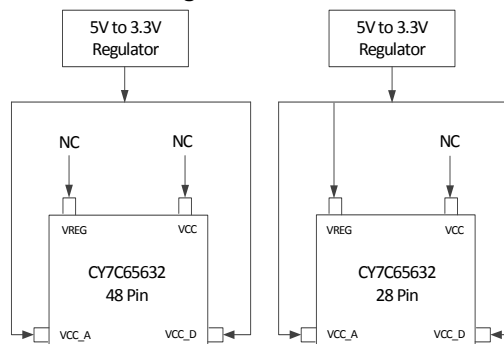 5V to 3.3V
Regulator
NC
NC
VREG
VCC
CY7C65632
48 Pin
VCC_A
VCC_D
5V to 3.3V
Regulator
NC
VREG
VCC
CY7C65632
28 Pin
VCC_A
VCC_D